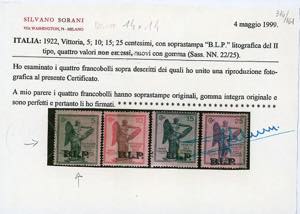 SILVANO SORANI
VIA WASHINGTON, 71 - MILANO
4 maggio 1999.
ITALIA: 1922, Vittoria, 5; 10; 15; 25 centesimi, con soprastampa "B.L.P." litografica del II
tipo, quattro valori non emessi, nuovi con gomma (Sass. NN. 22/25).
Ho esaminato i quattro francobolli sopra descritti dei quali ho unito una riproduzione foto-
grafica al presente Certificato.
A mio parere i quattro francobolli hanno soprastampe originali, gomma integra originale e
sono perfetti e pertanto li ho firmati.
B.L.P. B.L.P. B.L.P. B.L.P.